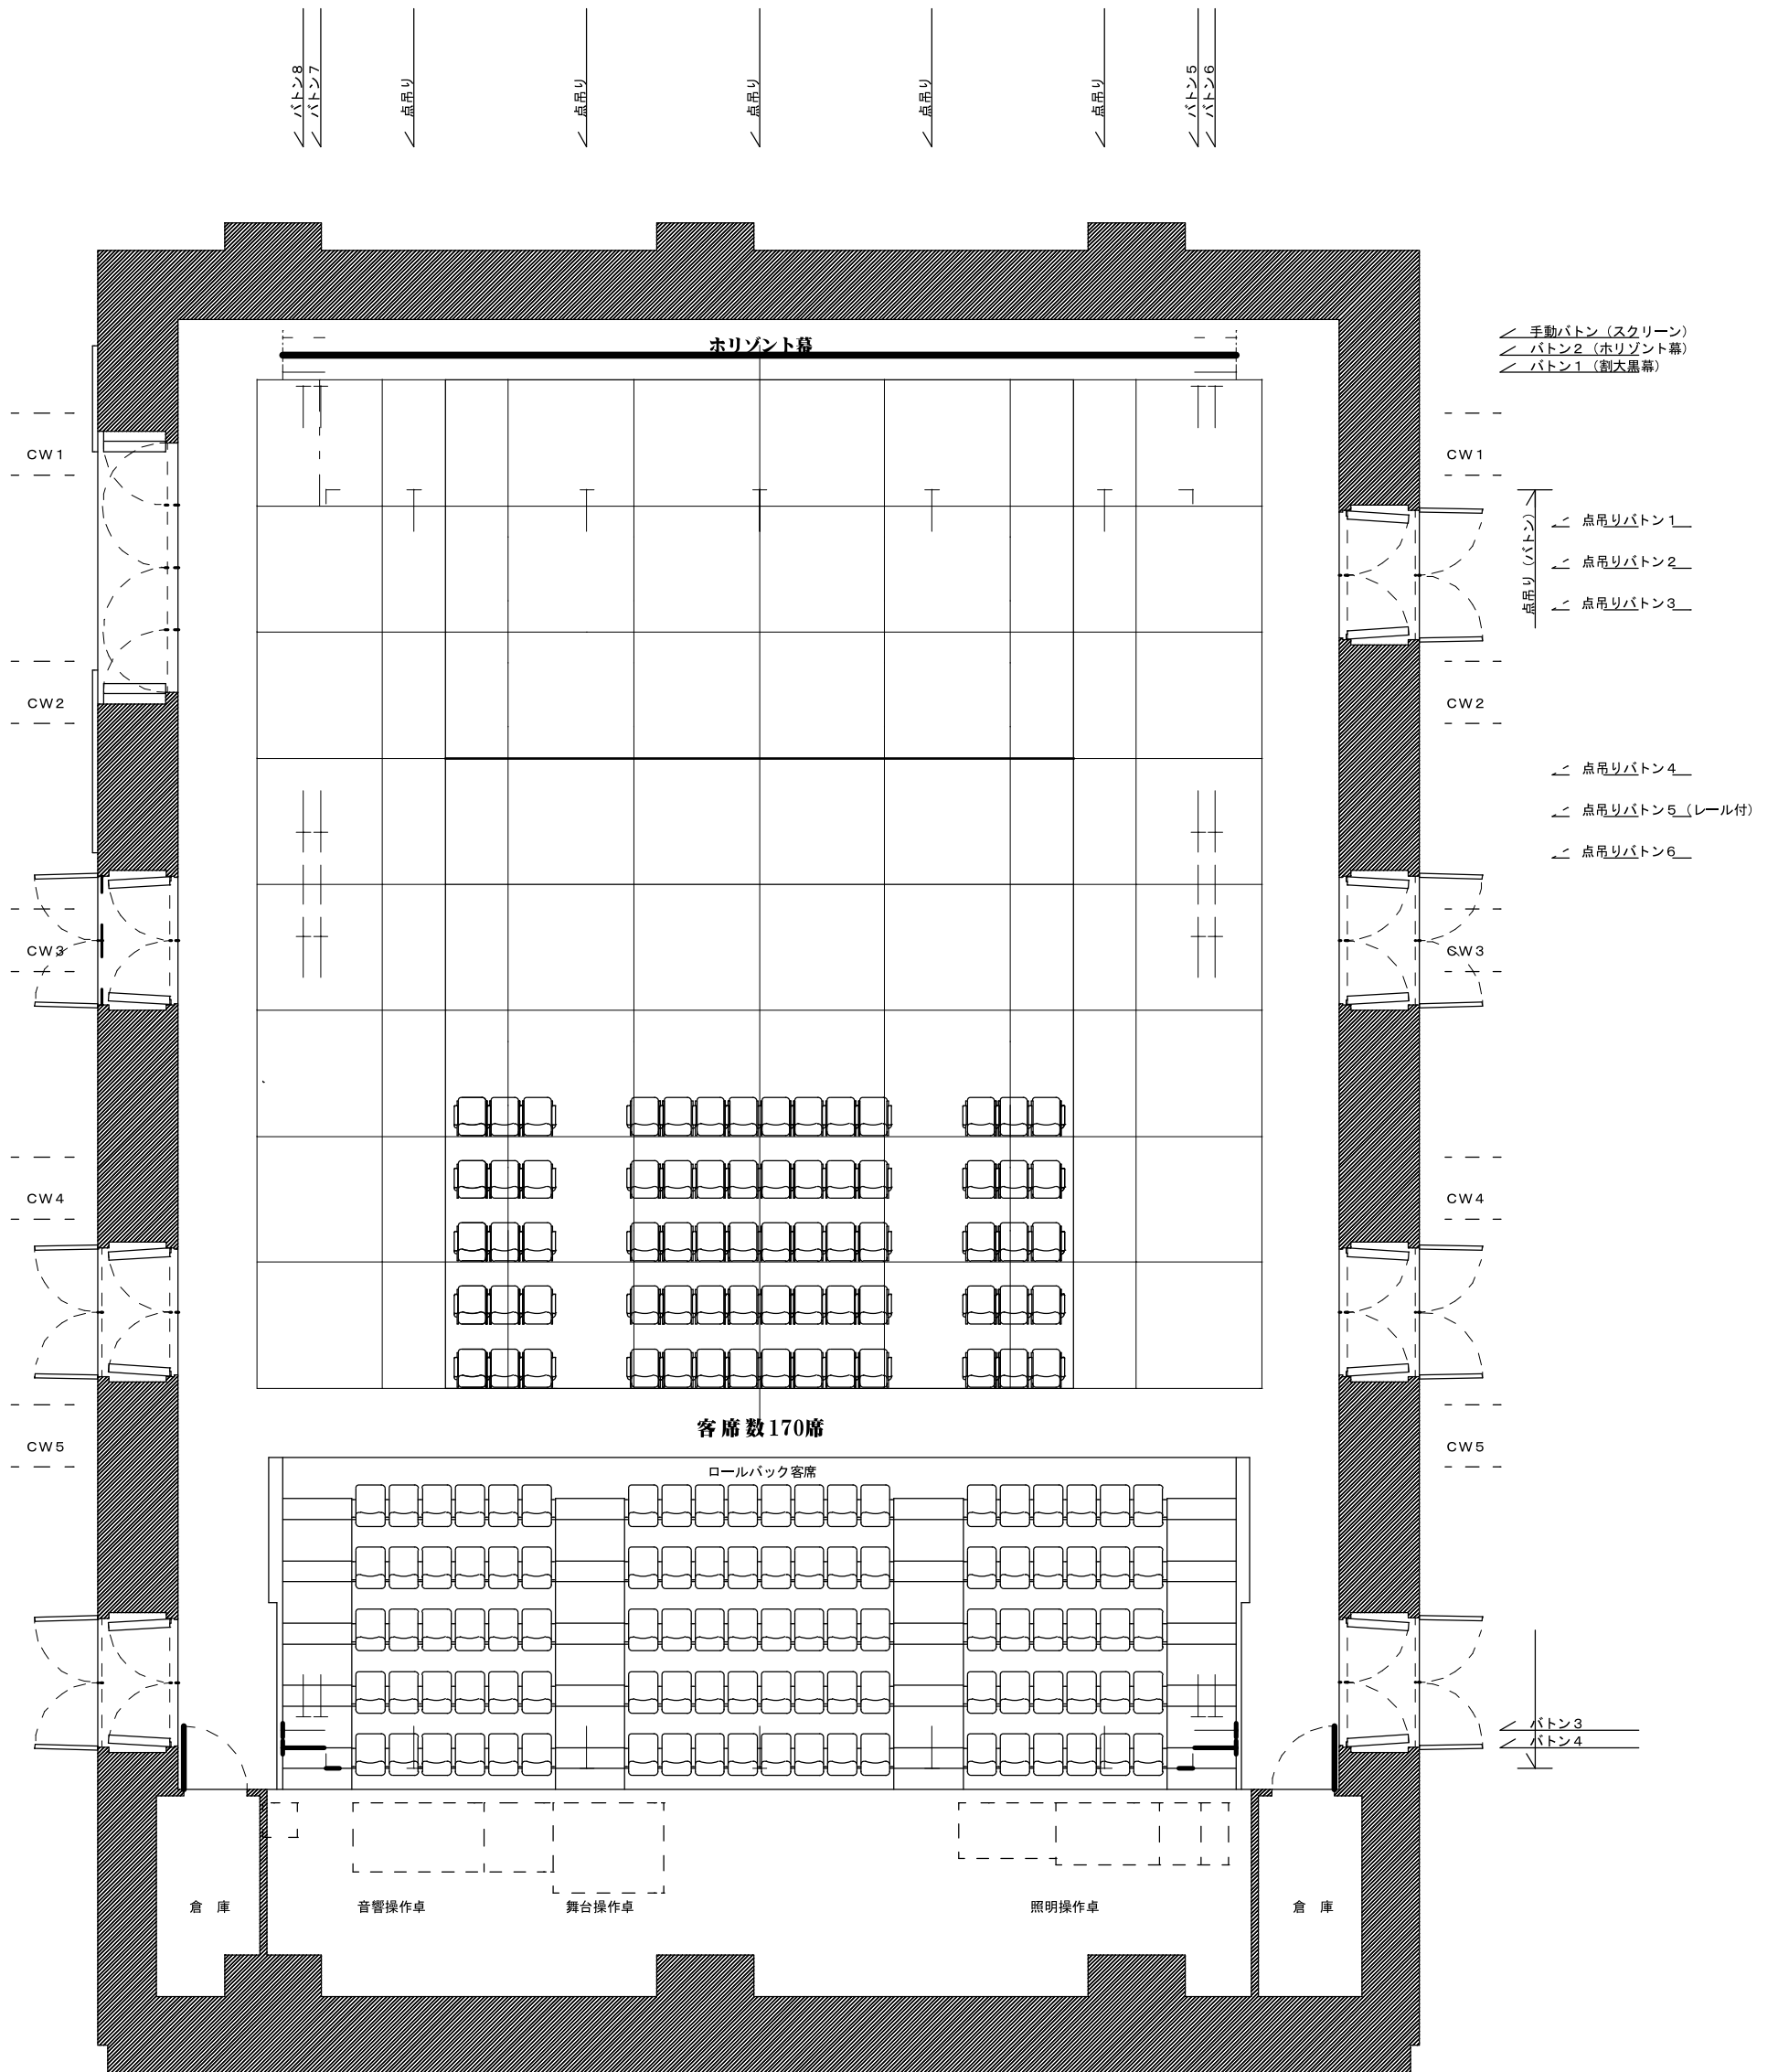 バトン8
バトン7
点吊り
点吊り
点吊り
点吊り
点吊り
バトン5
バトン6
ホリゾント幕
手動バトン（スクリーン）
バトン2（ホリゾント幕）
バトン1（割大黒幕）
CW1
CW1
点吊り（バトン）
点吊りバトン1
点吊りバトン2
点吊りバトン3
CW2
CW2
点吊りバトン4
点吊りバトン5（レール付）
点吊りバトン6
CW3
CW3
CW4
CW4
客席数170席
CW5
CW5
ロールバック客席
バトン3
バトン4
倉　庫
音響操作卓
舞台操作卓
照明操作卓
倉　庫